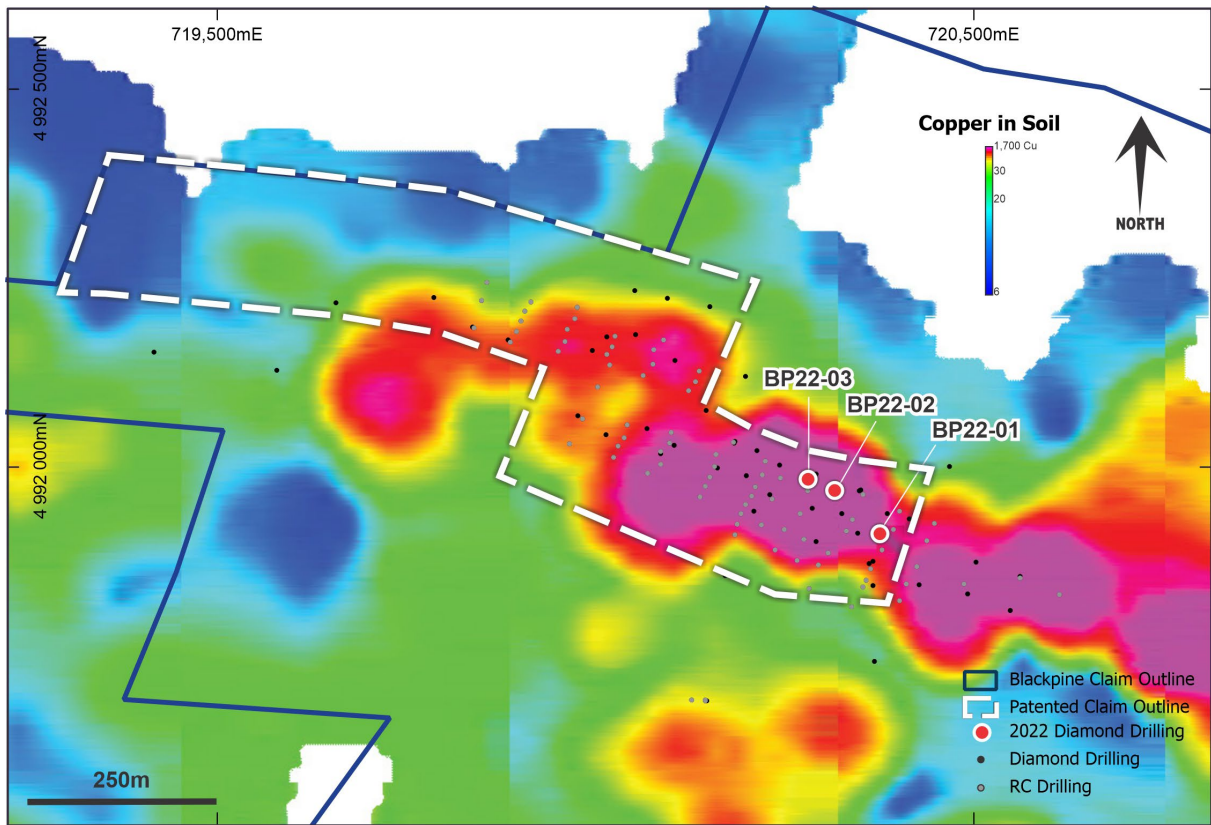 719,500mE
720,500mE
4 992 500mN
Copper in Soil
1,700 Cu
30
20
6
NORTH
BP22-03
BP22-02
BP22-01
4 992 000mN
Blackpine Claim Outline
Patented Claim Outline
2022 Diamond Drilling
Diamond Drilling
RC Drilling
250m